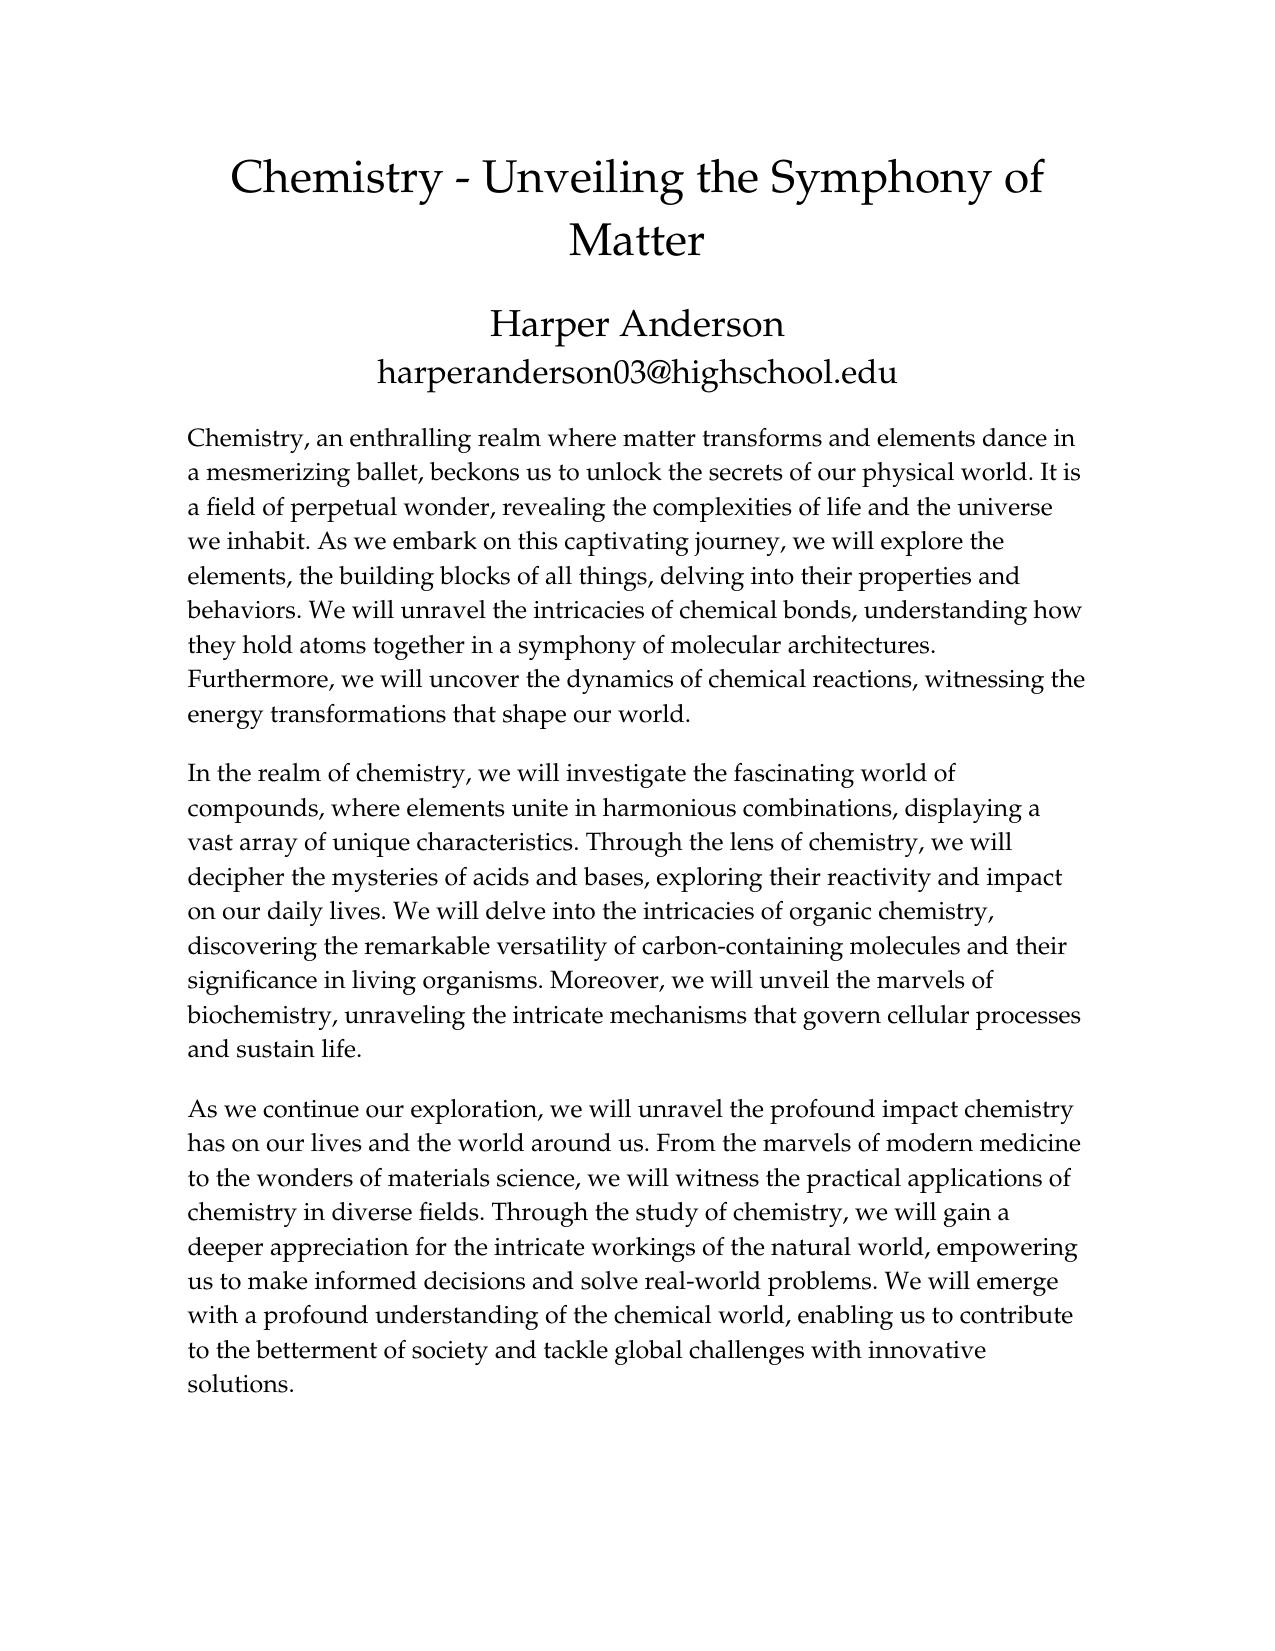 Chemistry - Unveiling the Symphony of
Matter
Harper Anderson
harperanderson03@highschool.edu
Chemistry, an enthralling realm where matter transforms and elements dance in
a mesmerizing ballet, beckons us to unlock the secrets of our physical world. It is
a field of perpetual wonder, revealing the complexities of life and the universe
we inhabit. As we embark on this captivating journey, we will explore the
elements, the building blocks of all things, delving into their properties and
behaviors. We will unravel the intricacies of chemical bonds, understanding how
they hold atoms together in a symphony of molecular architectures.
Furthermore, we will uncover the dynamics of chemical reactions, witnessing the
energy transformations that shape our world.
In the realm of chemistry, we will investigate the fascinating world of
compounds, where elements unite in harmonious combinations, displaying a
vast array of unique characteristics. Through the lens of chemistry, we will
decipher the mysteries of acids and bases, exploring their reactivity and impact
on our daily lives. We will delve into the intricacies of organic chemistry,
discovering the remarkable versatility of carbon-containing molecules and their
significance in living organisms. Moreover, we will unveil the marvels of
biochemistry, unraveling the intricate mechanisms that govern cellular processes
and sustain life.
As we continue our exploration, we will unravel the profound impact chemistry
has on our lives and the world around us. From the marvels of modern medicine
to the wonders of materials science, we will witness the practical applications of
chemistry in diverse fields. Through the study of chemistry, we will gain a
deeper appreciation for the intricate workings of the natural world, empowering
us to make informed decisions and solve real-world problems. We will emerge
with a profound understanding of the chemical world, enabling us to contribute
to the betterment of society and tackle global challenges with innovative
solutions.